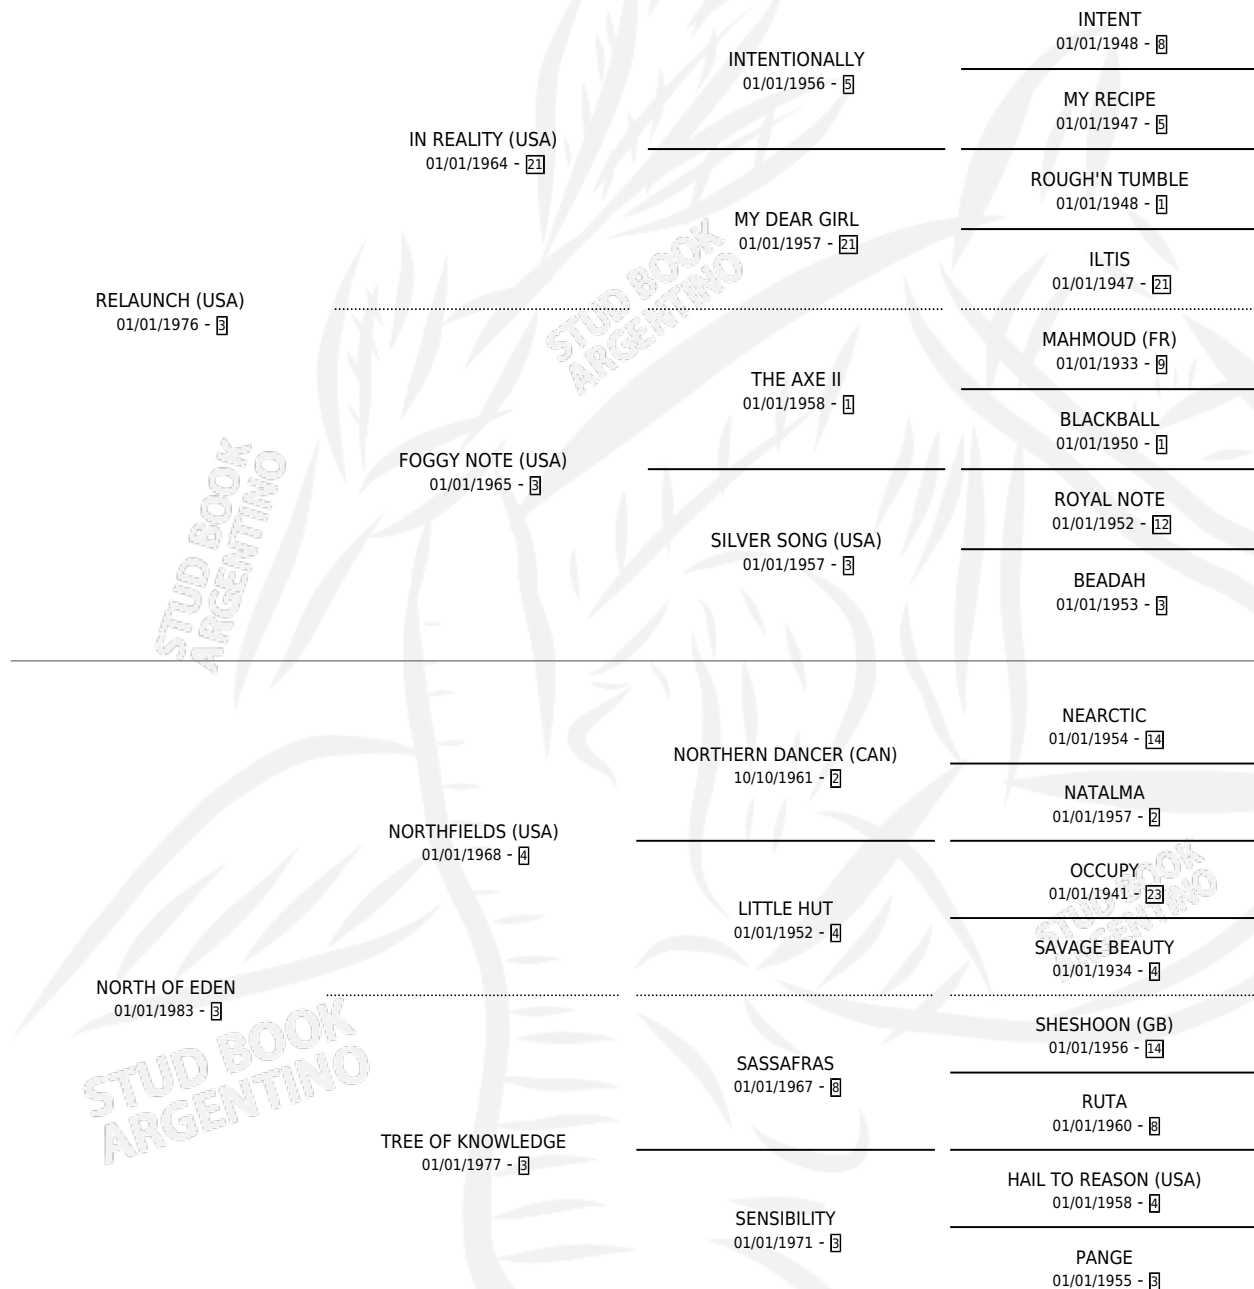 INTENT
01/01/1948 - 8
INTENTIONALLY
01/01/1956 - 5
MY RECIPE
01/01/1947 - 5
IN REALITY (USA)
01/01/1964 - 21
ROUGH'N TUMBLE
01/01/1948 - 1
MY DEAR GIRL
01/01/1957 - 21
ILTIS
01/01/1947 - 21
RELAUNCH (USA)
01/01/1976 - 3
MAHMOUD (FR)
01/01/1933 - 9
THE AXE II
01/01/1958 - 1
BLACKBALL
01/01/1950 - 1
FOGGY NOTE (USA)
01/01/1965 - 3
ROYAL NOTE
01/01/1952 - 12
SILVER SONG (USA)
01/01/1957 - 3
BEADAH
01/01/1953 - 3
NEARCTIC
01/01/1954 - 14
NORTHERN DANCER (CAN)
10/10/1961 - 2
NATALMA
01/01/1957 - 2
NORTHFIELDS (USA)
01/01/1968 - 4
OCCUPY
01/01/1941 - 23
LITTLE HUT
01/01/1952 - 4
SAVAGE BEAUTY
01/01/1934 - 4
NORTH OF EDEN
01/01/1983 - 3
SHESHOON (GB)
01/01/1956 - 14
SASSAFRAS
01/01/1967 - 8
RUTA
01/01/1960 - 8
TREE OF KNOWLEDGE
01/01/1977 - 3
HAIL TO REASON (USA)
01/01/1958 - 4
SENSIBILITY
01/01/1971 - 3
PANGE
01/01/1955 - 3
STUD BOOK
ARGENTINO
STUD BOOK
ARGENTINO
STUD BOOK
ARGENTINO
STUD BOOK
ARGENTINO